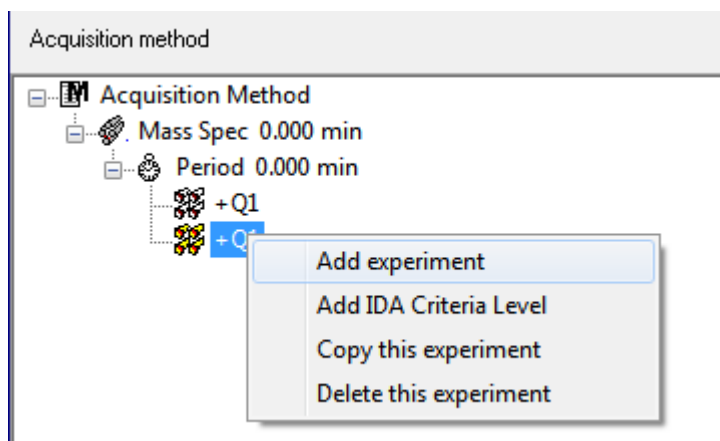 Acquisition method
Acquisition Method
Mass Spec 0.000 min
Period 0.000 min
+Q1
+Q1
Add experiment
Add IDA Criteria Level
Copy this experiment
Delete this experiment